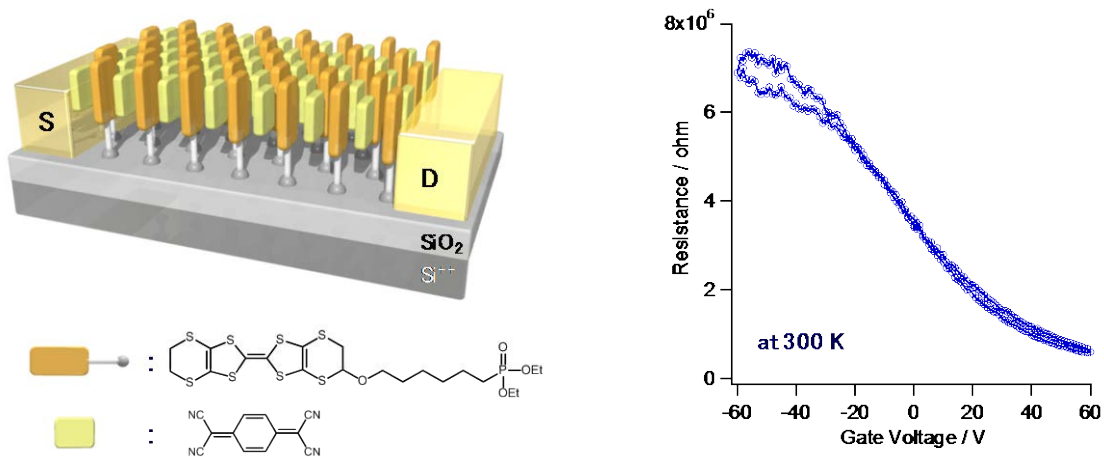 S
D
SiO2
Si++
:
S S S S
S S S S
O
O
P
OEt
OEt
:
NC
CN
NC
CN
8x10^6
6
4
2
0
Resistance / ohm
at 300 K
-60 -40 -20 0 20 40 60
Gate Voltage / V